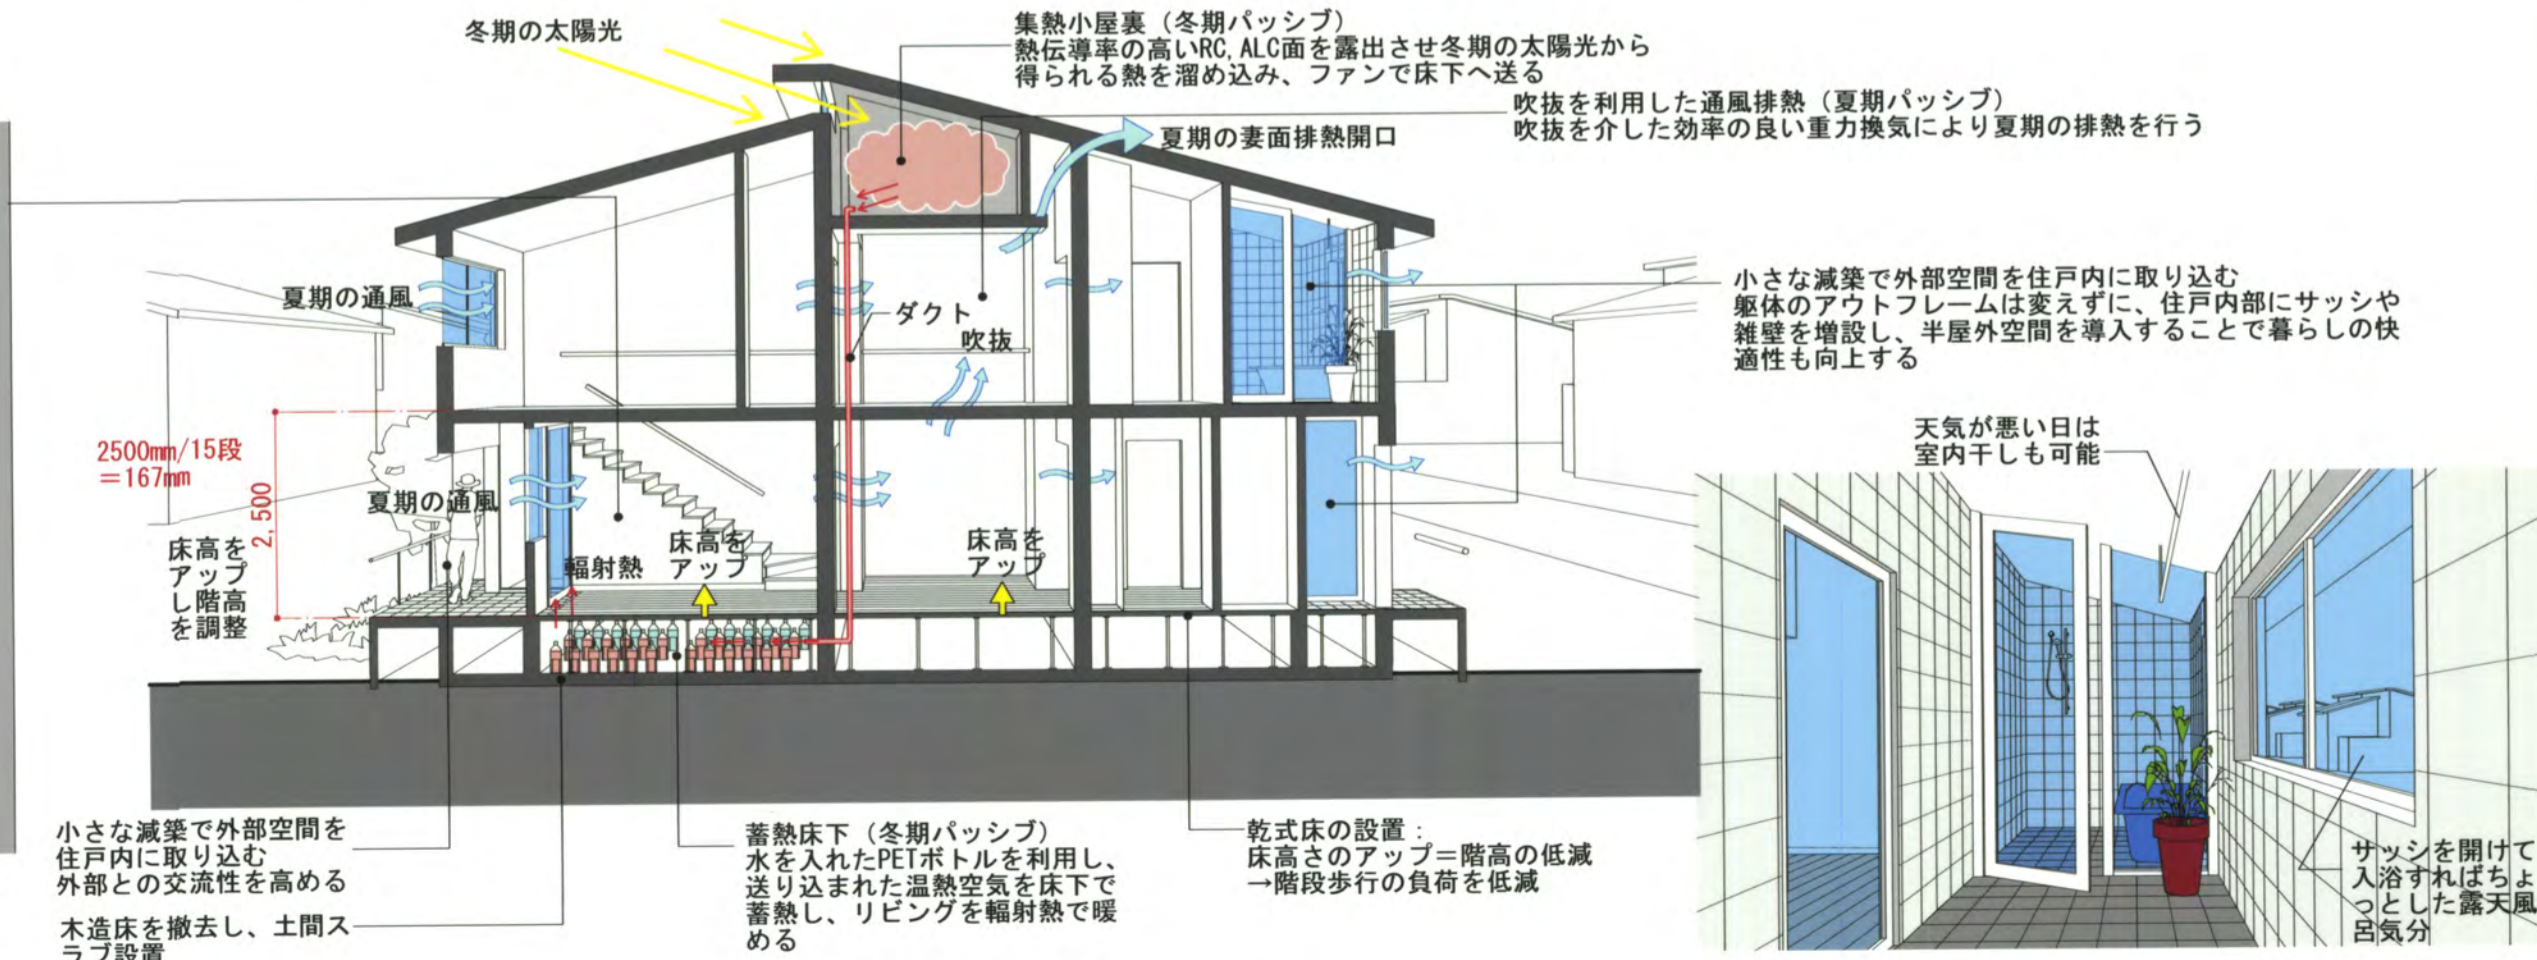 冬期の太陽光
集熱小屋裏（冬期パッシブ）
熱伝導率の高いRC,ALC面を露出させ冬期の太陽光から
得られる熱を溜め込み、ファンで床下へ送る
吹抜を利用した通風排熱（夏期パッシブ）
吹抜を介した効率の良い重力換気により夏期の排熱を行う
夏期の妻面排熱開口
夏期の通風
ダクト
吹抜
小さな減築で外部空間を住戸内に取り込む
躯体のアウトフレームは変えずに、住戸内部にサッシや
雑壁を増設し、半屋外空間を導入することで暮らしの快
適性も向上する
天気が悪い日は
室内干しも可能
2500mm/15段
＝167mm
2,500
夏期の通風
床高を
アップ
し階高
を調整
輻射熱
床高を
アップ
床高を
アップ
小さな減築で外部空間を
住戸内に取り込む
外部との交流性を高める
木造床を撤去し、土間ス
ラブ設置
蓄熱床下（冬期パッシブ）
水を入れたPETボトルを利用し、
送り込まれた温熱空気を床下で
蓄熱し、リビングを輻射熱で暖
める
乾式床の設置：
床高さのアップ＝階高の低減
→階段歩行の負荷を低減
サッシを開けて
入浴すればちょ
っとした露天風
呂気分